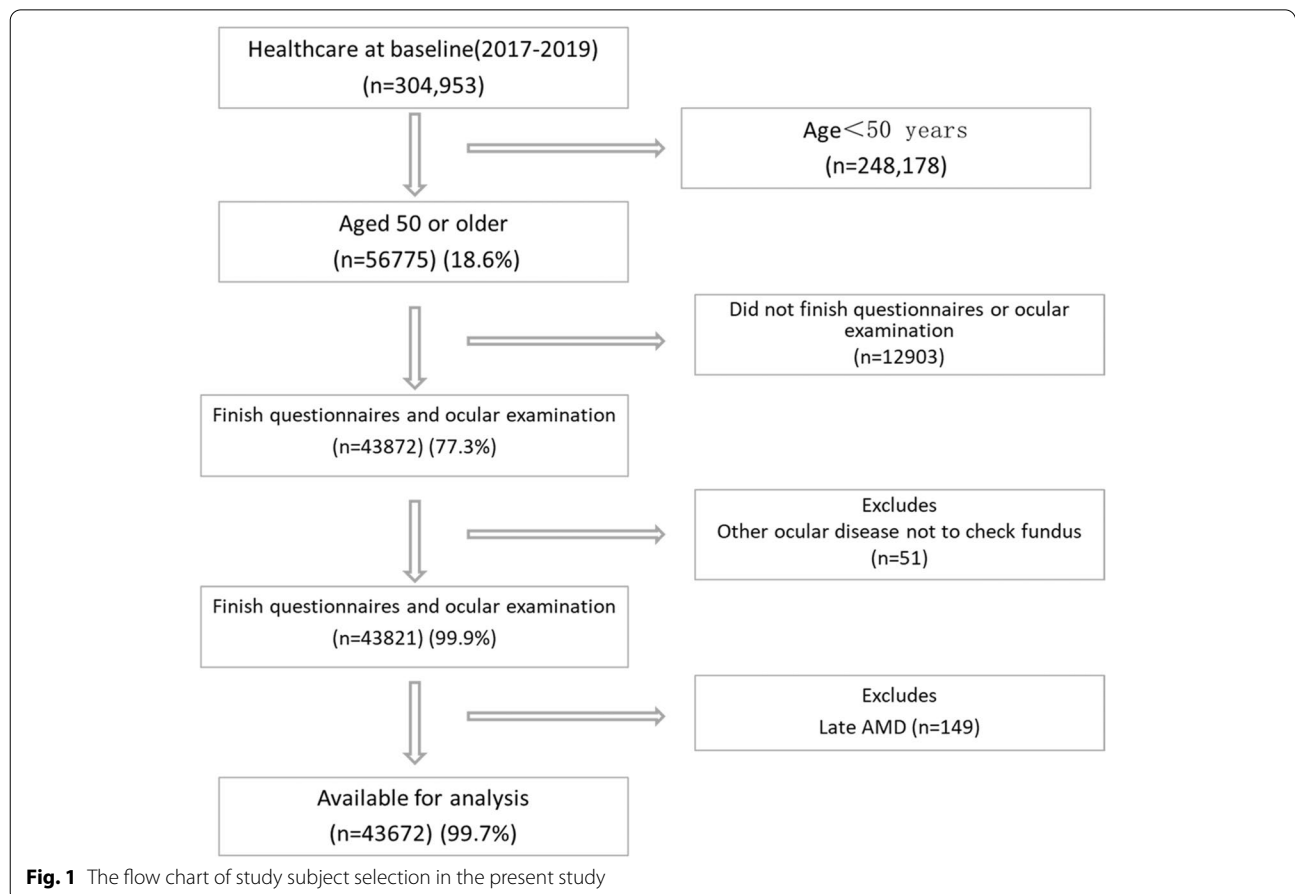 Healthcare at baseline(2017-2019)
(n=304,953)
Age<50 years
(n=248,178)
Aged 50 or older
(n=56775) (18.6%)
Did not finish questionnaires or ocular
examination
(n=12903)
Finish questionnaires and ocular examination
(n=43872) (77.3%)
Excludes
Other ocular disease not to check fundus
(n=51)
Finish questionnaires and ocular examination
(n=43821) (99.9%)
Excludes
Late AMD (n=149)
Available for analysis
(n=43672) (99.7%)
Fig. 1 The flow chart of study subject selection in the present study